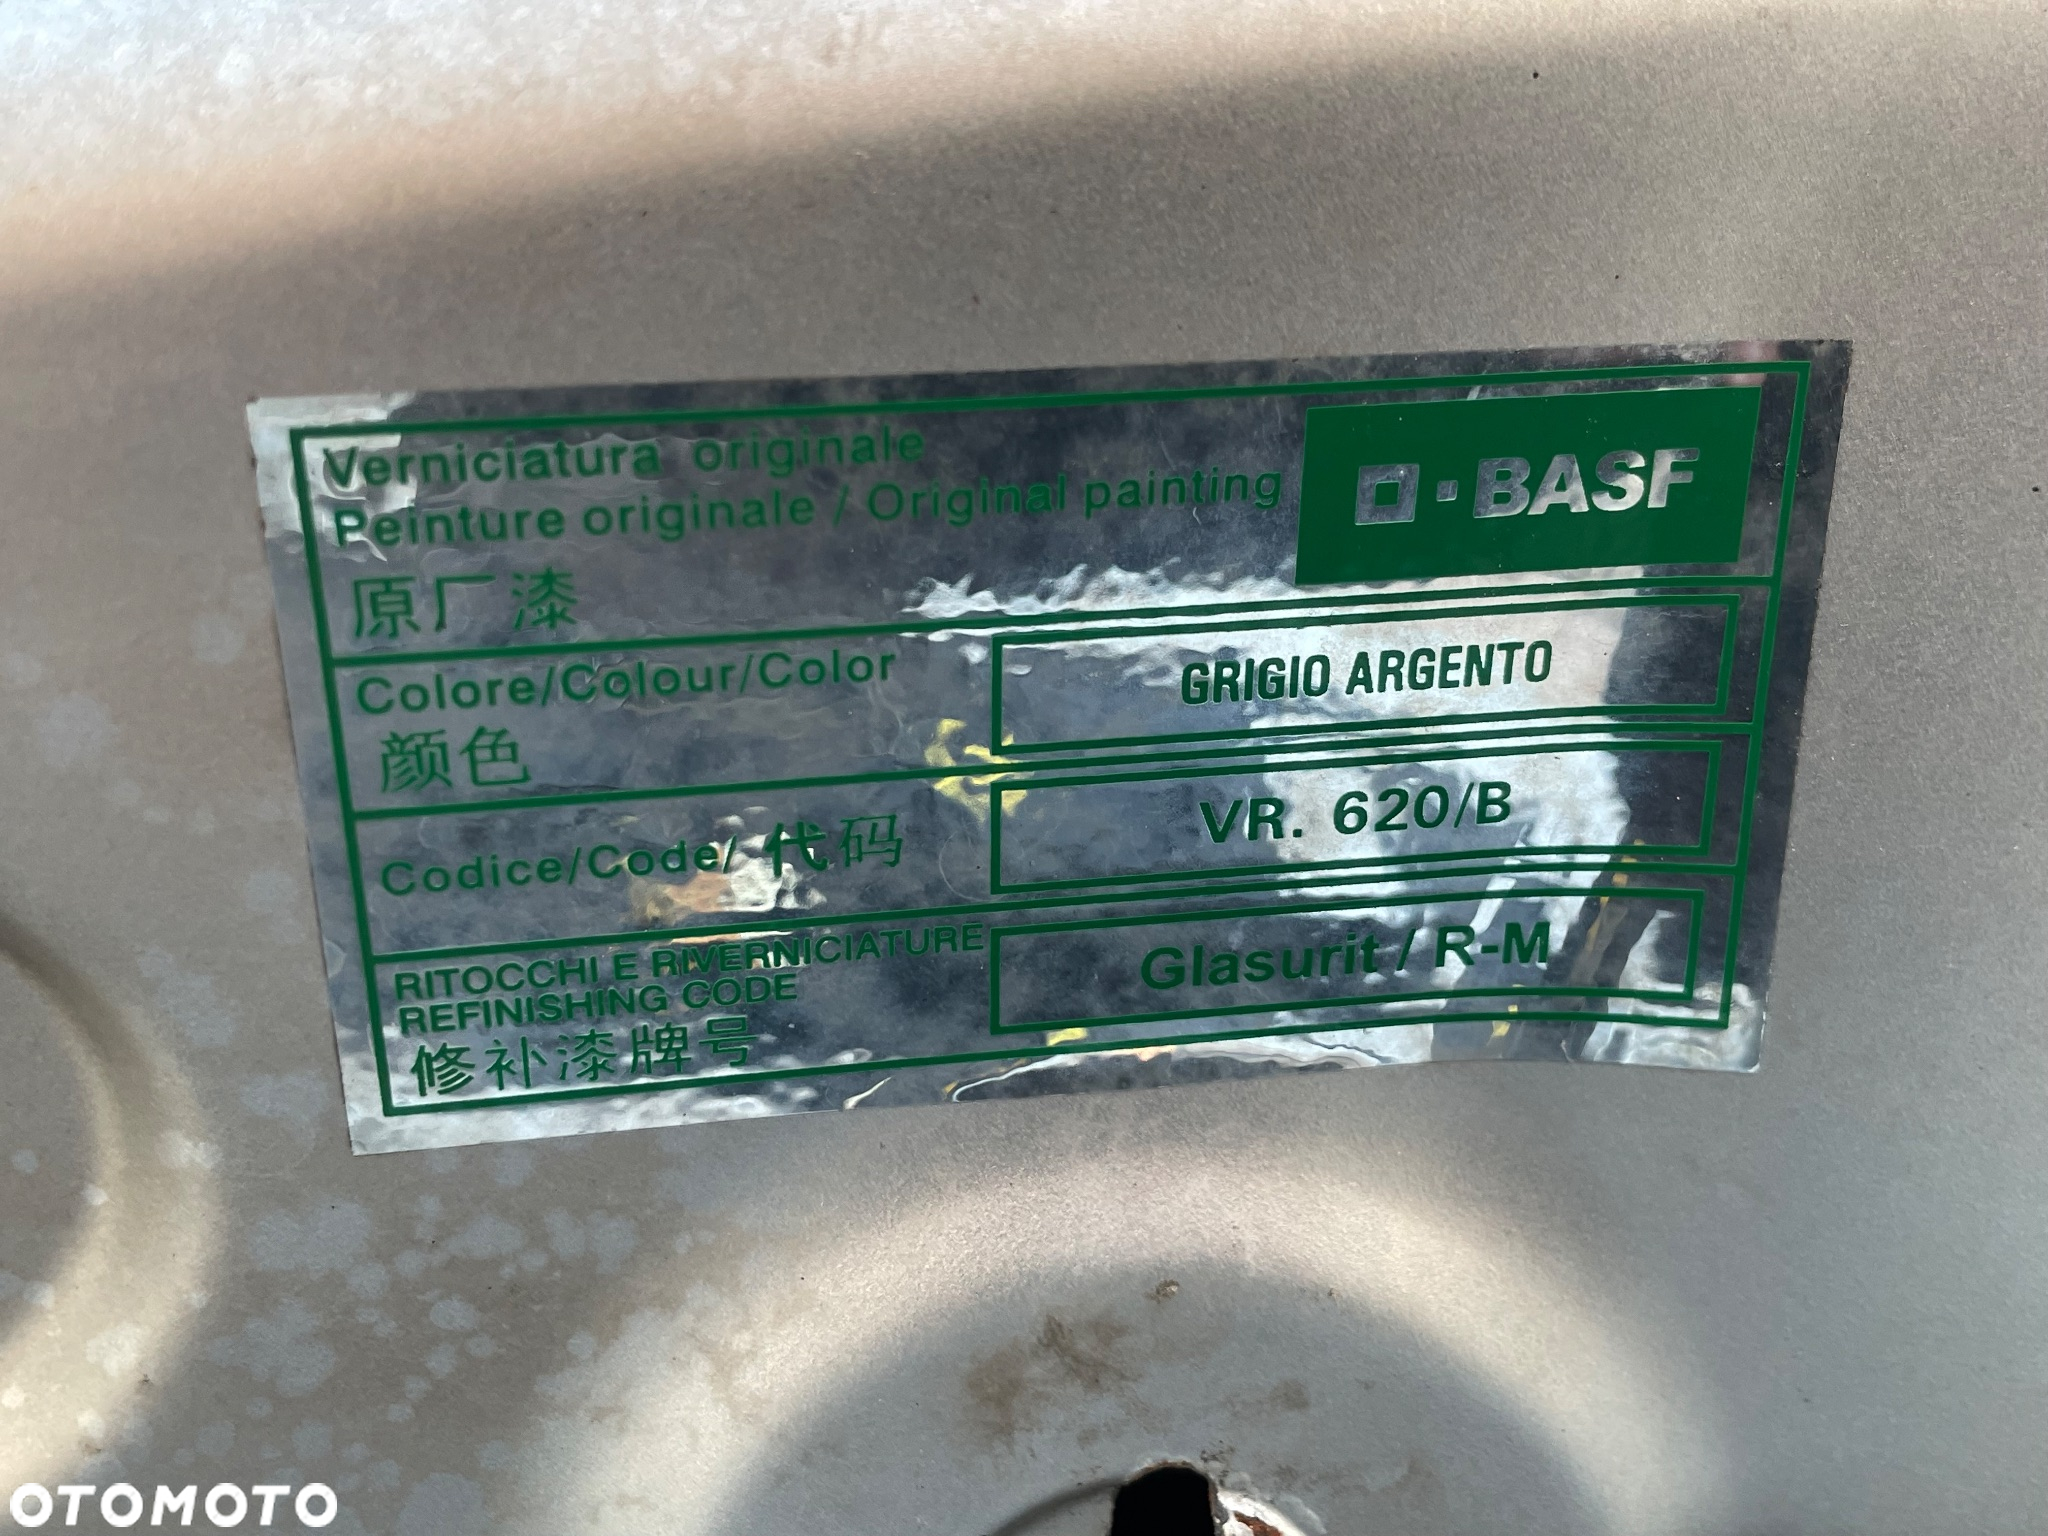 Verniciatura originale
Peinture originale / Original painting
原厂漆
BASF
Colore/Colour/Color
颜色
GRIGIO ARGENTO
Codice/Code/ 代码
VR. 620/B
RITOCCHI E RIVERNICIATURE
REFINISHING CODE
修补漆牌号
Glasurit / R-M
OTOMOTO